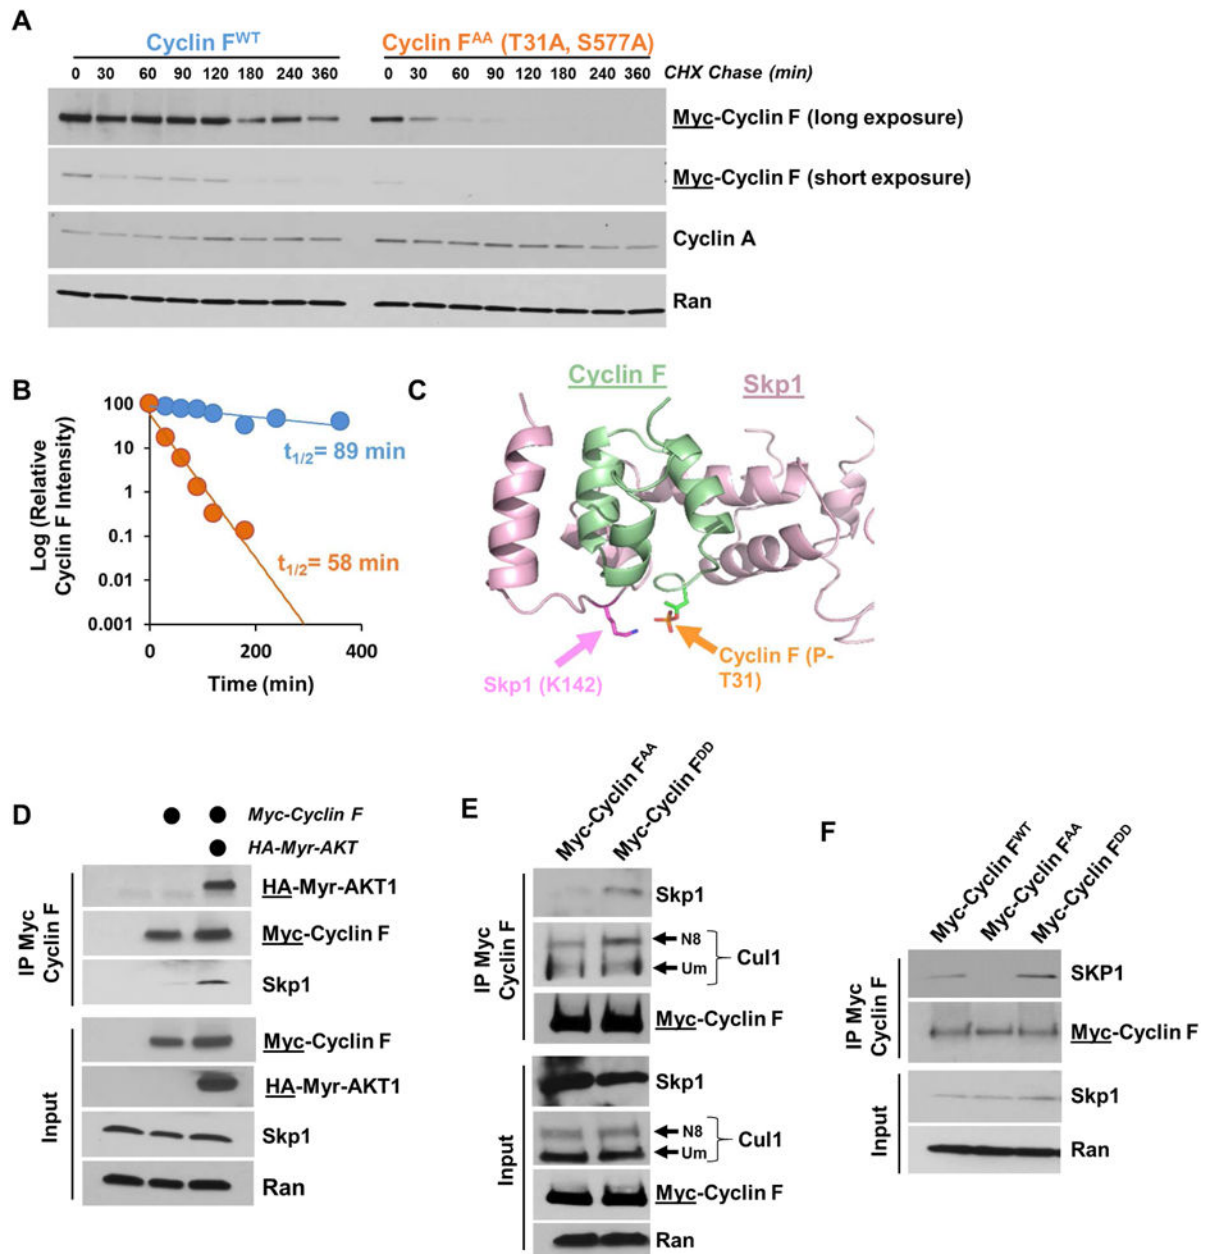 A
Cyclin F^WT
Cyclin F^AA (T31A, S577A)
0 30 60 90 120 180 240 360 0 30 60 90 120 180 240 360 CHX Chase (min)
Myc-Cyclin F (long exposure)
Myc-Cyclin F (short exposure)
Cyclin A
Ran
B
Log (Relative
Cyclin F Intensity)
100
10
1
0.1
0.01
0.001
t1/2= 89 min
t1/2= 58 min
0 200 400
Time (min)
C
Cyclin F
Skp1
Skp1 (K142)
Cyclin F (P-
T31)
D
Myc-Cyclin F
HA-Myr-AKT
IP Myc
Cyclin F
HA-Myr-AKT1
Myc-Cyclin F
Skp1
Input
Myc-Cyclin F
HA-Myr-AKT1
Skp1
Ran
E
Myc-Cyclin F^AA
Myc-Cyclin F^DD
IP Myc
Cyclin F
Skp1
N8
Um
Cul1
Myc-Cyclin F
Input
Skp1
N8
Um
Cul1
Myc-Cyclin F
Ran
F
Myc-Cyclin F^WT
Myc-Cyclin F^AA
Myc-Cyclin F^DD
IP Myc
Cyclin F
SKP1
Myc-Cyclin F
Input
Skp1
Ran